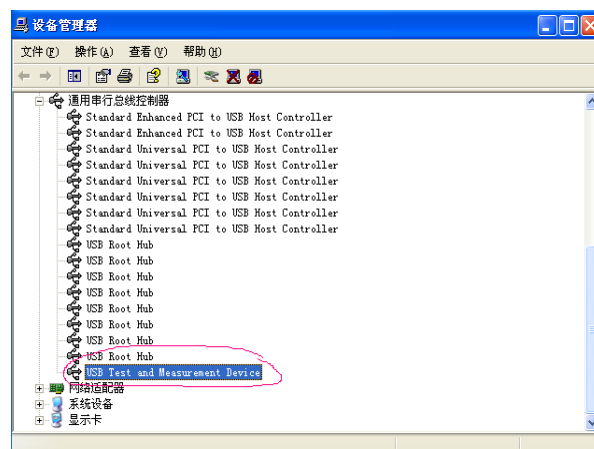 设备管理器
文件(F) 操作(A) 查看(V) 帮助(H)
通用串行总线控制器
Standard Enhanced PCI to USB Host Controller
Standard Enhanced PCI to USB Host Controller
Standard Universal PCI to USB Host Controller
Standard Universal PCI to USB Host Controller
Standard Universal PCI to USB Host Controller
Standard Universal PCI to USB Host Controller
Standard Universal PCI to USB Host Controller
Standard Universal PCI to USB Host Controller
USB Root Hub
USB Root Hub
USB Root Hub
USB Root Hub
USB Root Hub
USB Root Hub
USB Root Hub
USB Root Hub
USB Test and Measurement Device
网络适配器
系统设备
显示卡